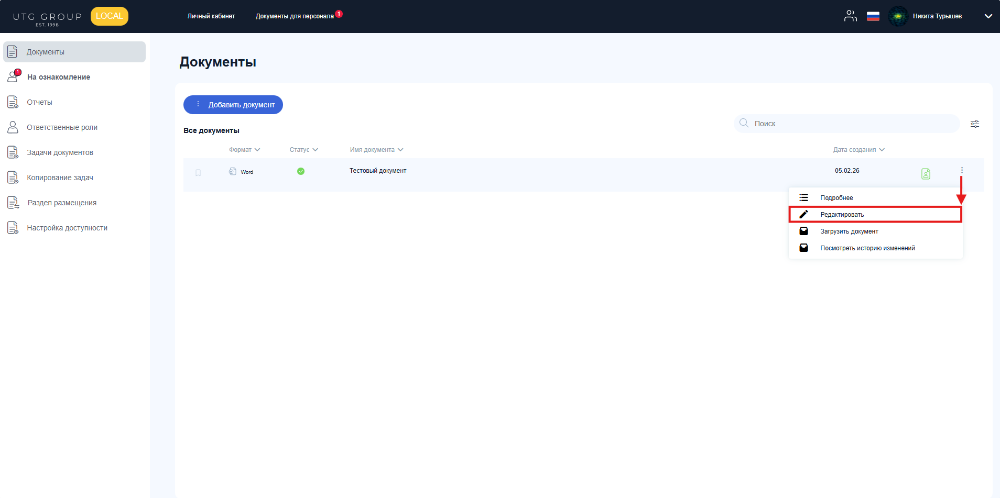 UTG GROUP
EST. 1998
LOCAL
Личный кабинет
Документы для персонала
1
Никита Турышев
Документы
1
На ознакомление
Отчеты
Ответственные роли
Задачи документов
Копирование задач
Раздел размещения
Настройка доступности
Документы
Добавить документ
Поиск
Все документы
Формат
Статус
Имя документа
Дата создания
Word
Тестовый документ
05.02.26
Подробнее
Редактировать
Загрузить документ
Посмотреть историю изменений